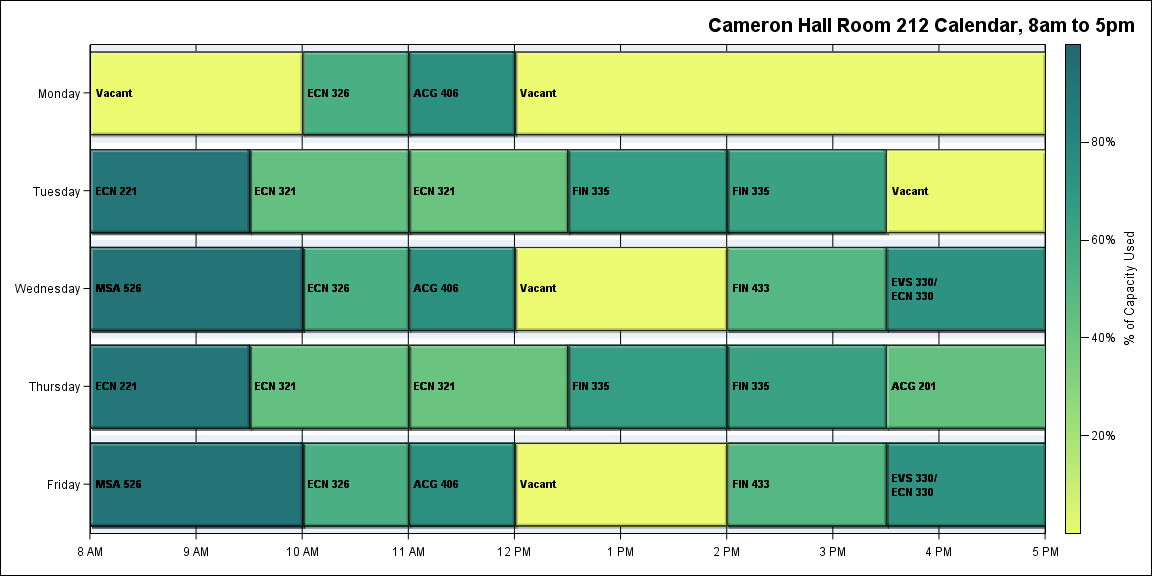 Cameron Hall Room 212 Calendar, 8am to 5pm
Monday
Vacant
ECN 326
ACG 406
Vacant
Tuesday
ECN 221
ECN 321
ECN 321
FIN 335
FIN 335
Vacant
Wednesday
MSA 526
ECN 326
ACG 406
Vacant
FIN 433
EVS 330/
ECN 330
Thursday
ECN 221
ECN 321
ECN 321
FIN 335
FIN 335
ACG 201
Friday
MSA 526
ECN 326
ACG 406
Vacant
FIN 433
EVS 330/
ECN 330
8 AM
9 AM
10 AM
11 AM
12 PM
1 PM
2 PM
3 PM
4 PM
5 PM
80%
60%
40%
20%
% of Capacity Used